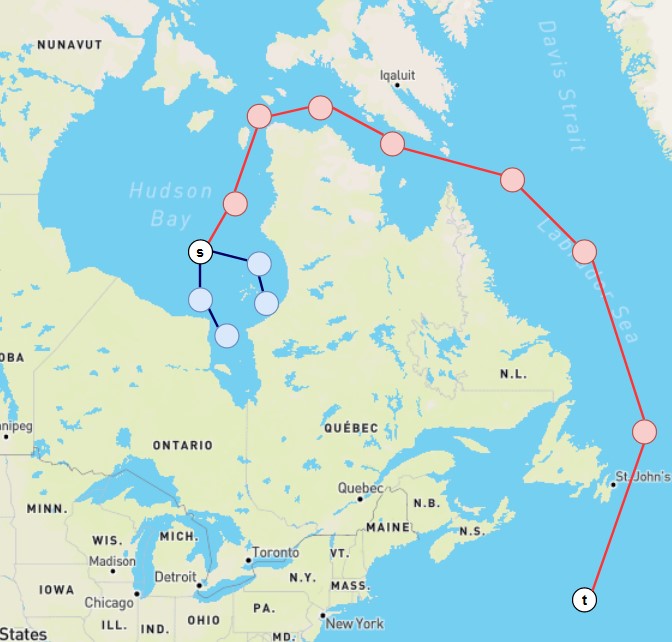 NUNAVUT
Iqaluit
Davis Strait
Hudson
Bay
s
Labrador Sea
OBA
N.L.
nnipeg
QUÉBEC
ONTARIO
St. John's
Quebec
MINN.
N.B.
MAINE
N.S.
WIS.
MICH.
VT.
Toronto
Madison
Detroit
N.Y.
MASS.
IOWA
Chicago
PA.
t
ILL.
IND.
OHIO
New York
States
MD.